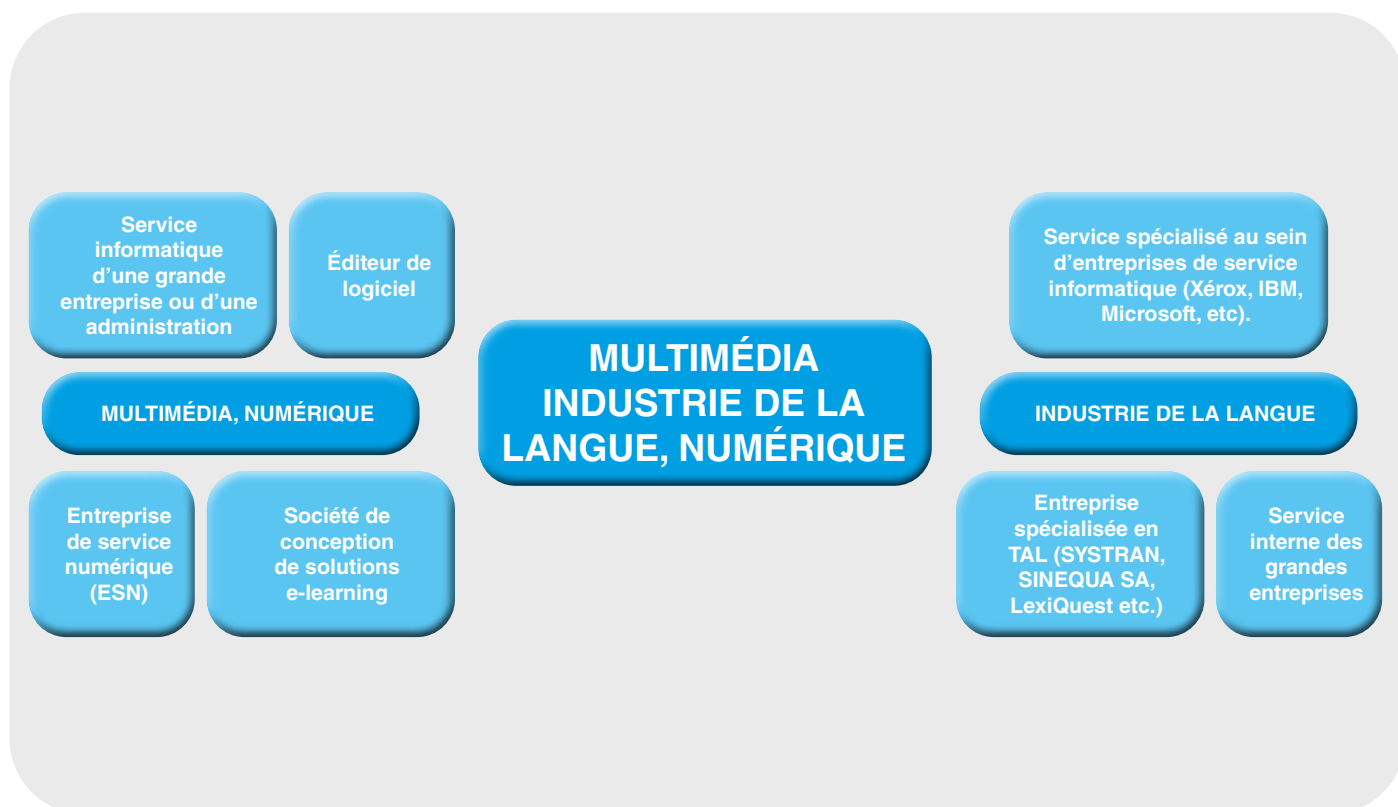 Service
informatique
d’une grande
entreprise ou d’une
administration
Éditeur de
logiciel
MULTIMÉDIA, NUMÉRIQUE
Entreprise
de service
numérique
(ESN)
Société de
conception
de solutions
e-learning
MULTIMÉDIA
INDUSTRIE DE LA
LANGUE, NUMÉRIQUE
Service spécialisé au sein
d’entreprises de service
informatique (Xérox, IBM,
Microsoft, etc).
INDUSTRIE DE LA LANGUE
Entreprise
spécialisée en
TAL (SYSTRAN,
SINEQUA SA,
LexiQuest etc.)
Service
interne des
grandes
entreprises